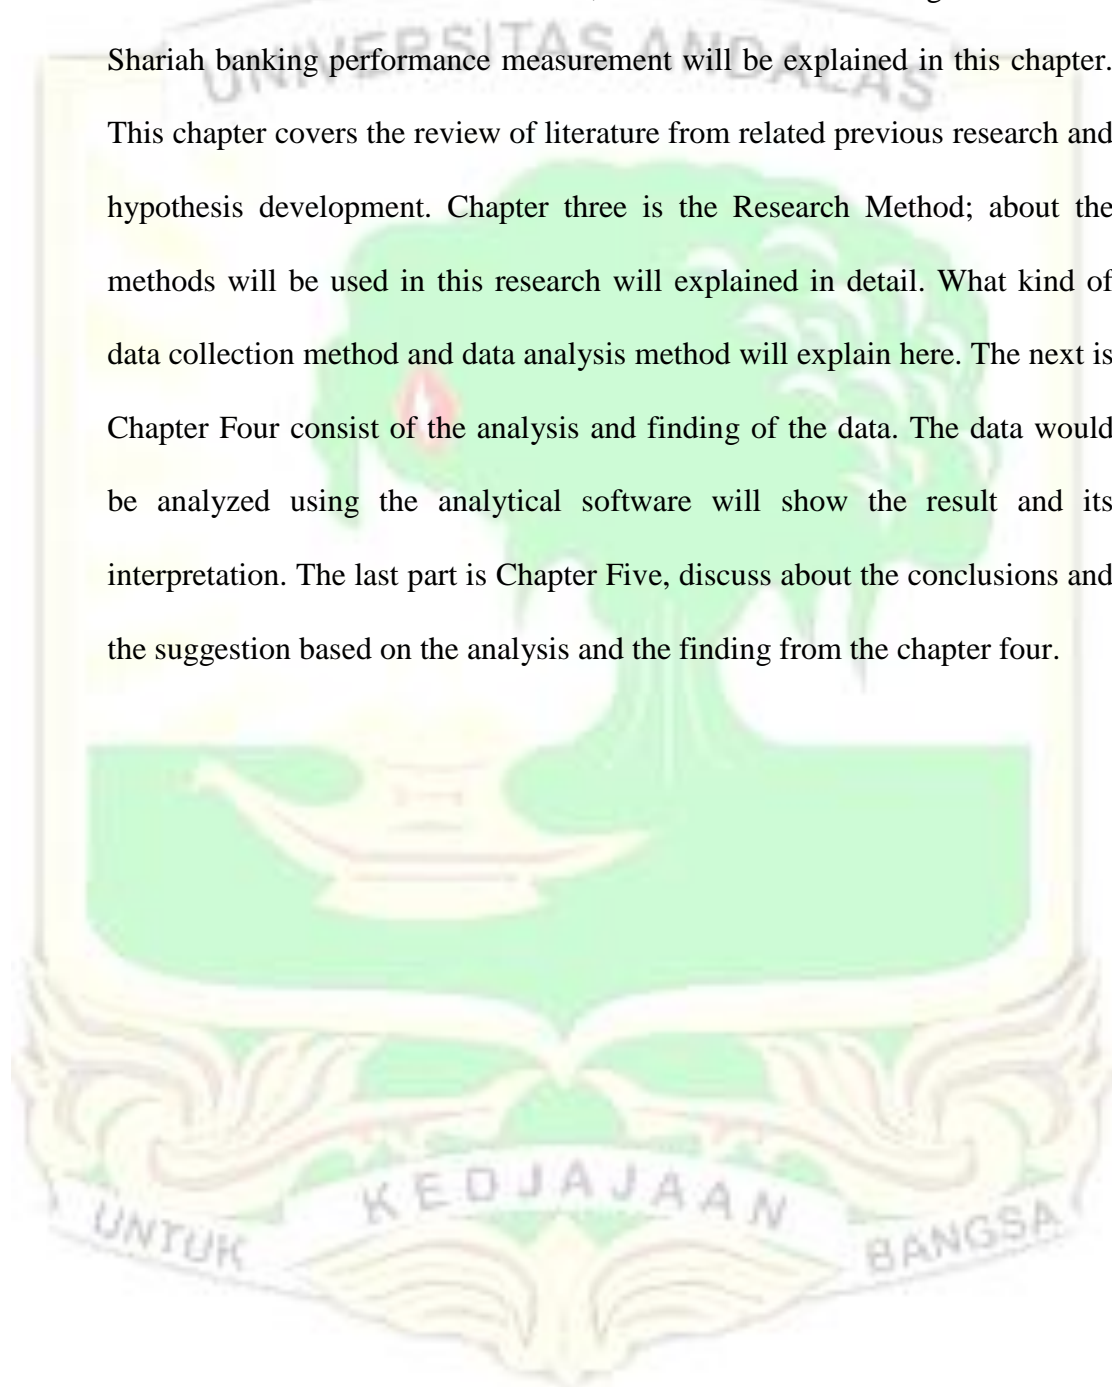 Shariah banking performance measurement will be explained in this chapter.
This chapter covers the review of literature from related previous research and
hypothesis development. Chapter three is the Research Method; about the
methods will be used in this research will explained in detail. What kind of
data collection method and data analysis method will explain here. The next is
Chapter Four consist of the analysis and finding of the data. The data would
be analyzed using the analytical software will show the result and its
interpretation. The last part is Chapter Five, discuss about the conclusions and
the suggestion based on the analysis and the finding from the chapter four.
UNIVERSITAS ANDALAS
UNTUK KEDJAJAAN BANGSA